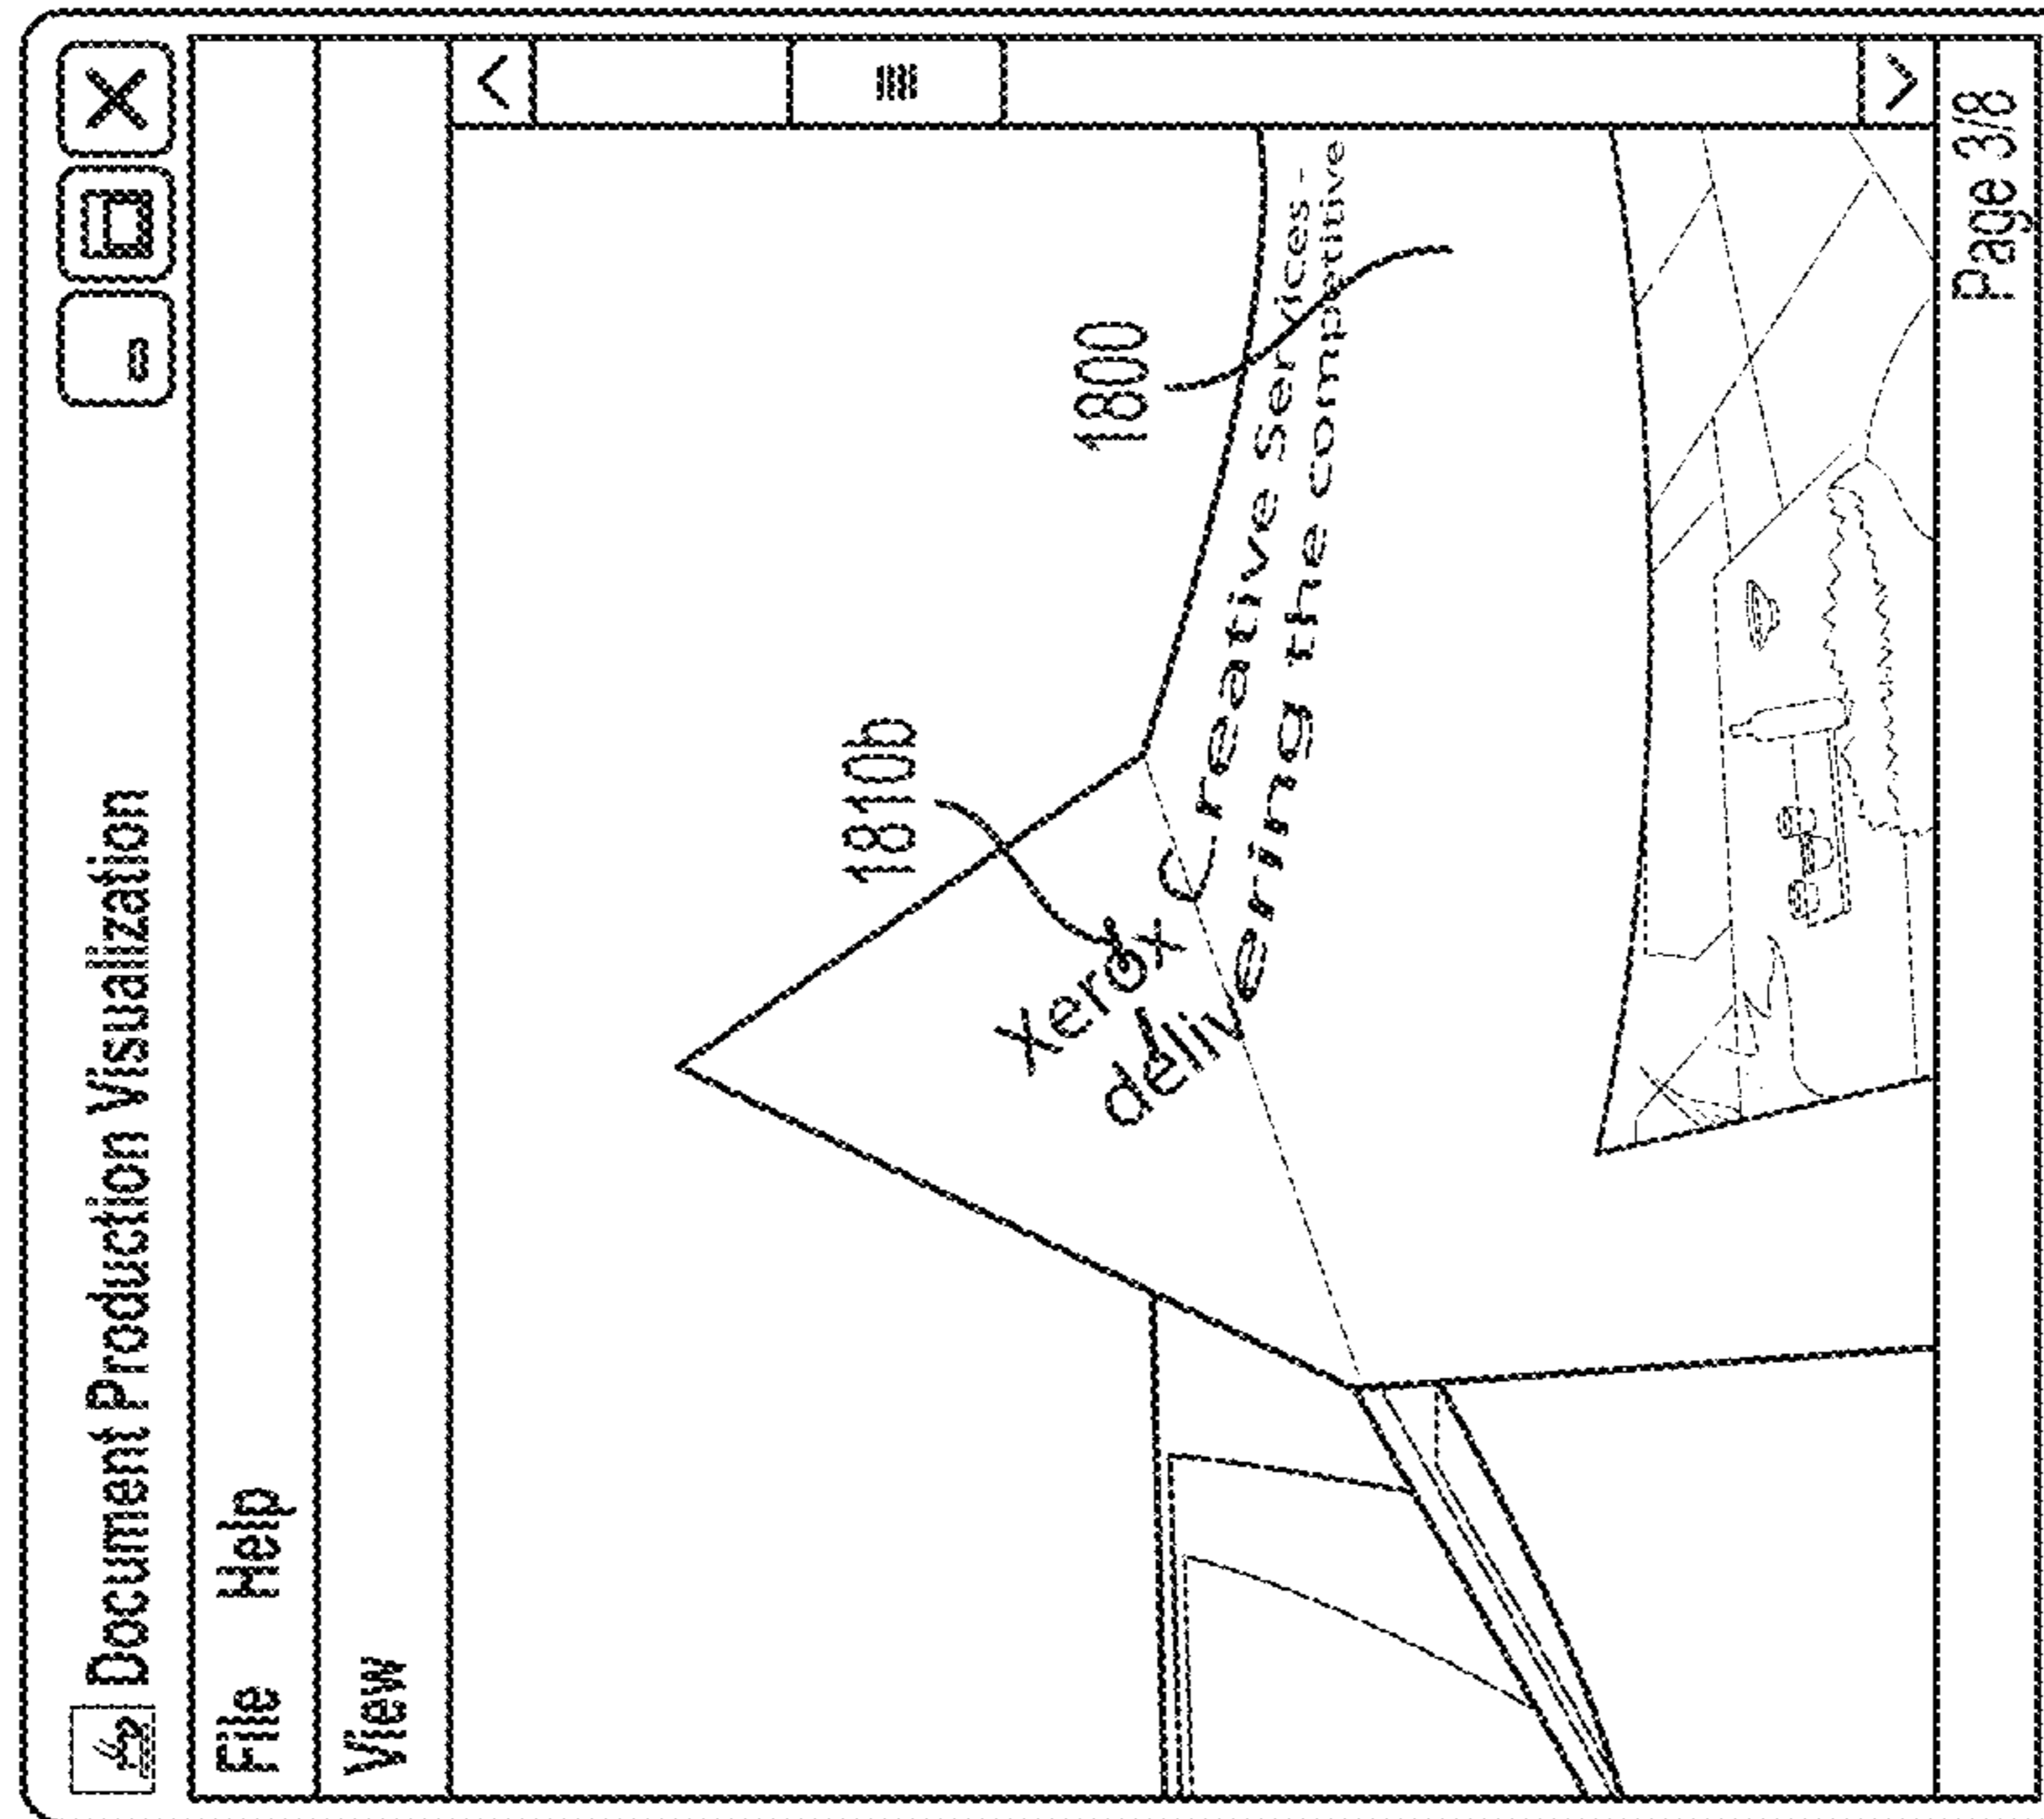 Document Production Visualization
File Help
View
1810b
1800
Xerox Creative Services -
delivering the competitive
Page 3/8